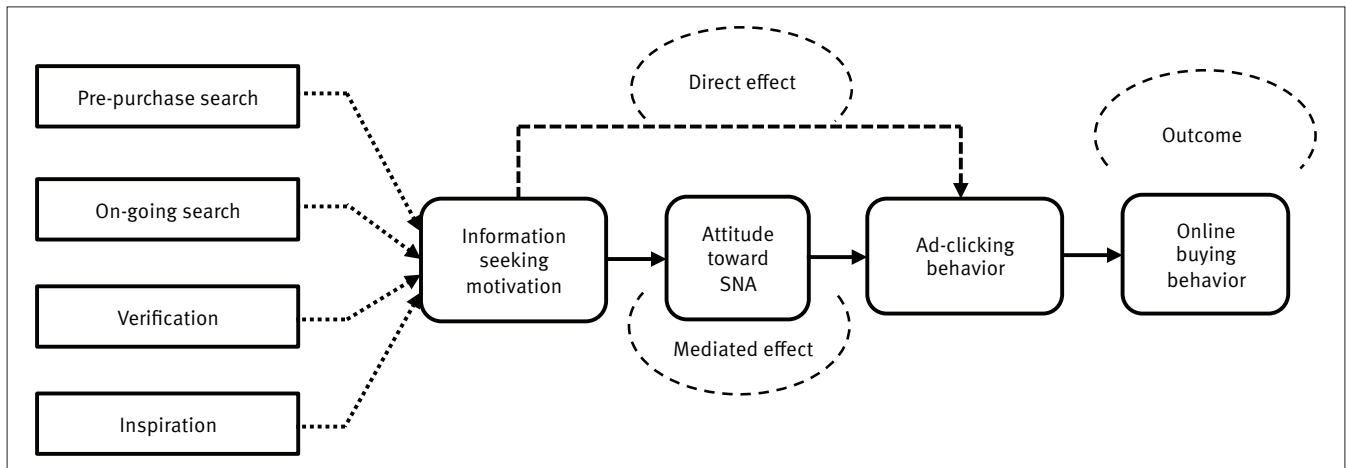 Pre-purchase search
On-going search
Verification
Inspiration
Information
seeking
motivation
Direct effect
Attitude
toward
SNA
Mediated effect
Ad-clicking
behavior
Outcome
Online
buying
behavior